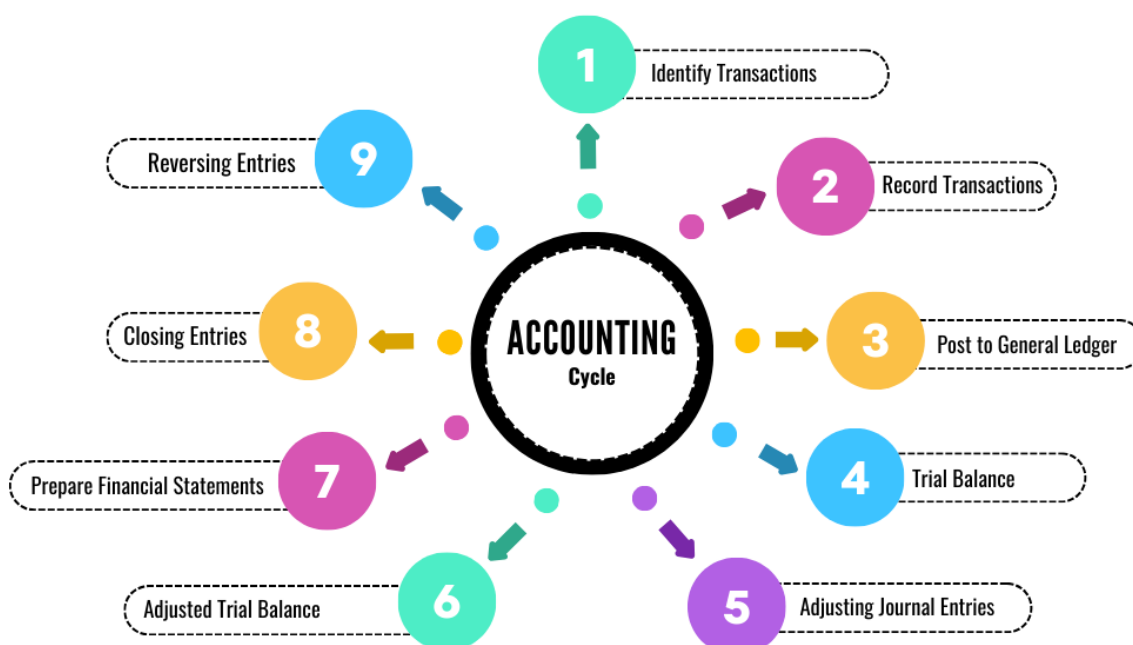 ACCOUNTING
Cycle
1
Identify Transactions
2
Record Transactions
3
Post to General Ledger
4
Trial Balance
5
Adjusting Journal Entries
6
Adjusted Trial Balance
7
Prepare Financial Statements
8
Closing Entries
9
Reversing Entries